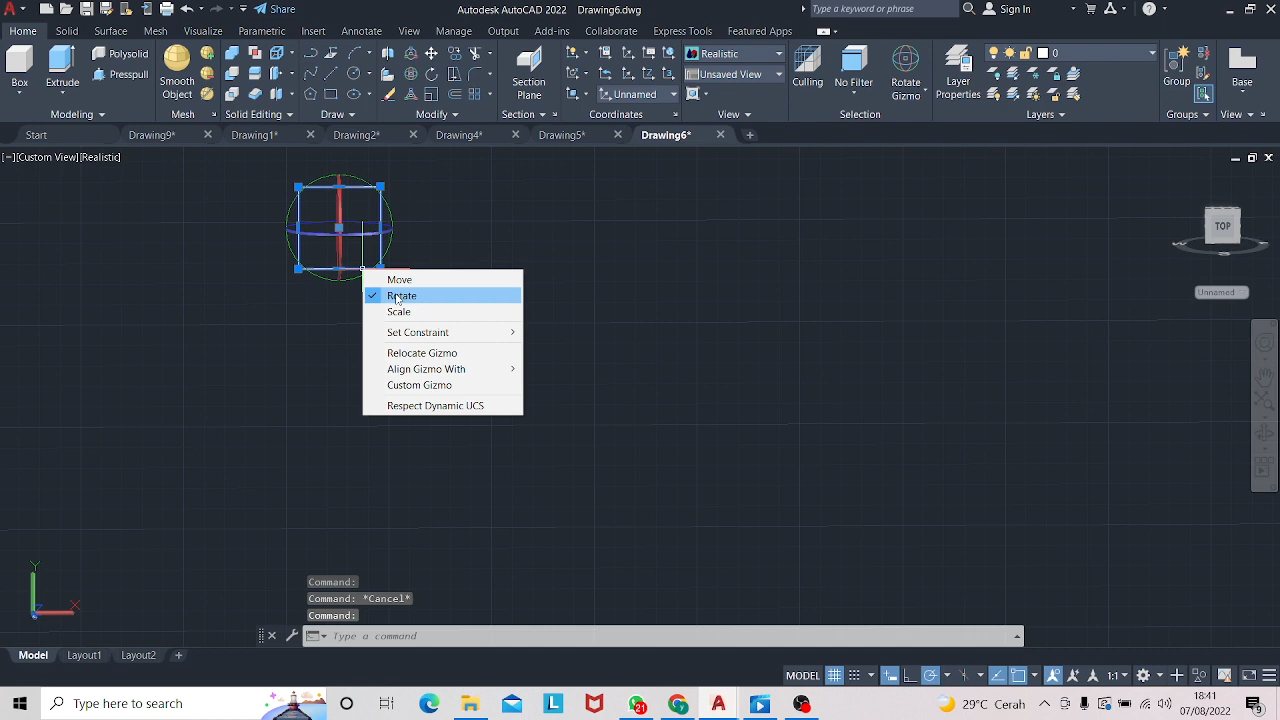 Share
Autodesk AutoCAD 2022 Drawing6.dwg
Type a keyword or phrase
Sign In
Home Solid Surface Mesh Visualize Parametric Insert Annotate View Manage Output Add-ins Collaborate Express Tools Featured Apps
Box
Extrude
Polysolid
Presspull
Modeling
Smooth
Object
Mesh
Solid Editing
Draw
Modify
Section
Plane
Section
Unnamed
Coordinates
Realistic
Unsaved View
View
Culling
No Filter
Rotate
Gizmo
Selection
Layer
Properties
0
Layers
Group
Groups
Base
View
Start Drawing9* Drawing1* Drawing2* Drawing4* Drawing5* Drawing6*
[−][Custom View][Realistic]
TOP
Unnamed
Move
Rotate
Scale
Set Constraint
Relocate Gizmo
Align Gizmo With
Custom Gizmo
Respect Dynamic UCS
Y
X
Command:
Command: *Cancel*
Command:
Type a command
Model Layout1 Layout2
MODEL
1:1
Type here to search
21
29°C Cerah
18:41
07/08/2022